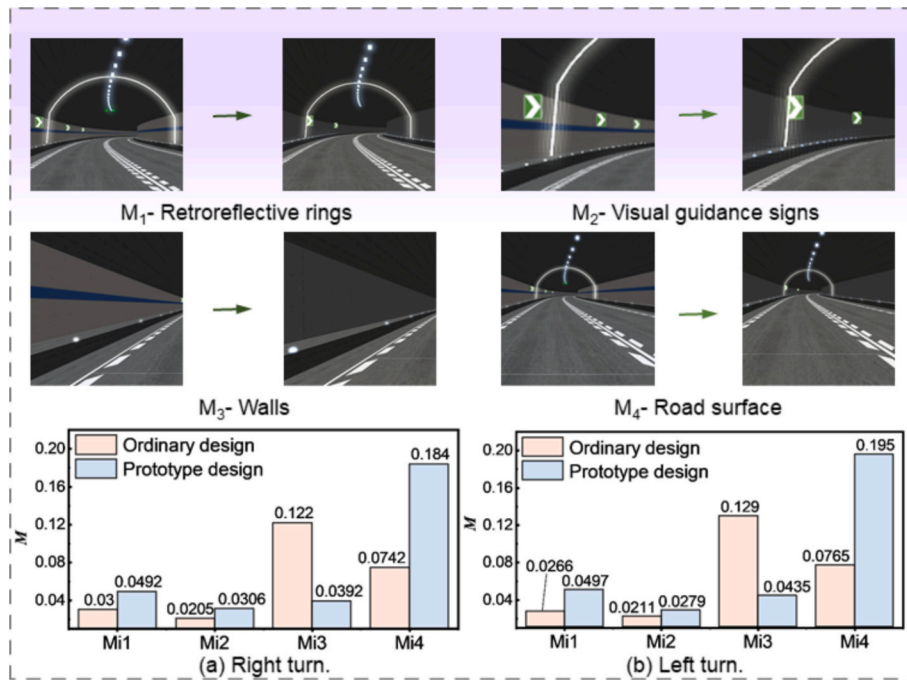 M₁- Retroreflective rings
M₂- Visual guidance signs
M₃- Walls
M₄- Road surface
0.20
0.16
0.12
0.08
0.04
M
Ordinary design
Prototype design
0.03
0.0492
0.0205
0.0306
0.122
0.0392
0.0742
0.184
Mi1
Mi2
Mi3
Mi4
(a) Right turn.
0.20
0.16
0.12
0.08
0.04
M
Ordinary design
Prototype design
0.0266
0.0497
0.0211
0.0279
0.129
0.0435
0.0765
0.195
Mi1
Mi2
Mi3
Mi4
(b) Left turn.